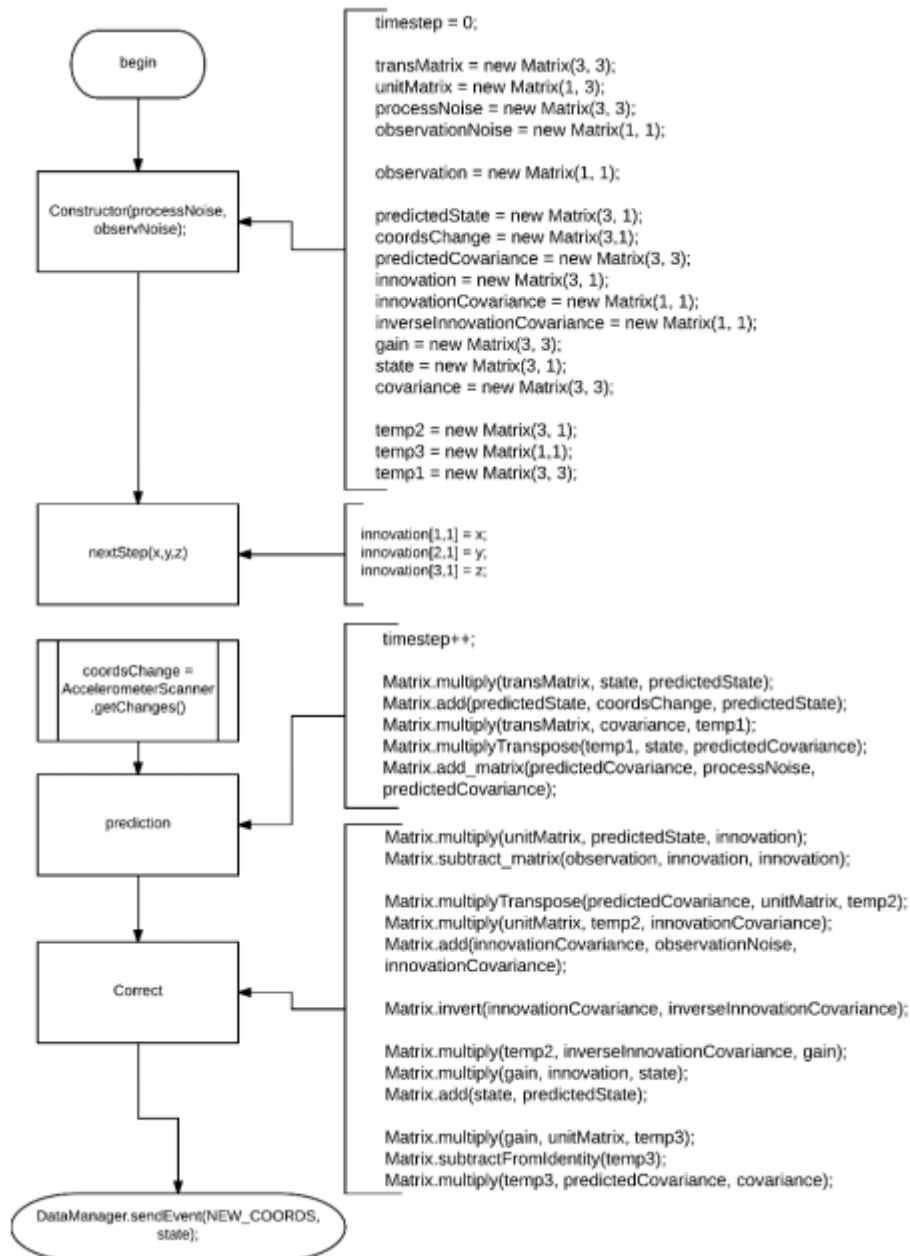 begin
Constructor(processNoise,
observNoise);
timestep = 0;
transMatrix = new Matrix(3, 3);
unitMatrix = new Matrix(1, 3);
processNoise = new Matrix(3, 3);
observationNoise = new Matrix(1, 1);
observation = new Matrix(1, 1);
predictedState = new Matrix(3, 1);
coordsChange = new Matrix(3,1);
predictedCovariance = new Matrix(3, 3);
innovation = new Matrix(3, 1);
innovationCovariance = new Matrix(1, 1);
inverseInnovationCovariance = new Matrix(1, 1);
gain = new Matrix(3, 3);
state = new Matrix(3, 1);
covariance = new Matrix(3, 3);
temp2 = new Matrix(3, 1);
temp3 = new Matrix(1,1);
temp1 = new Matrix(3, 3);
nextStep(x,y,z)
innovation[1,1] = x;
innovation[2,1] = y;
innovation[3,1] = z;
coordsChange =
AccelerometerScanner
.getChanges()
prediction
timestep++;
Matrix.multiply(transMatrix, state, predictedState);
Matrix.add(predictedState, coordsChange, predictedState);
Matrix.multiply(transMatrix, covariance, temp1);
Matrix.multiplyTranspose(temp1, state, predictedCovariance);
Matrix.add_matrix(predictedCovariance, processNoise,
predictedCovariance);
Correct
Matrix.multiply(unitMatrix, predictedState, innovation);
Matrix.subtract_matrix(observation, innovation, innovation);
Matrix.multiplyTranspose(predictedCovariance, unitMatrix, temp2);
Matrix.multiply(unitMatrix, temp2, innovationCovariance);
Matrix.add(innovationCovariance, observationNoise,
innovationCovariance);
Matrix.invert(innovationCovariance, inverseInnovationCovariance);
Matrix.multiply(temp2, inverseInnovationCovariance, gain);
Matrix.multiply(gain, innovation, state);
Matrix.add(state, predictedState);
Matrix.multiply(gain, unitMatrix, temp3);
Matrix.subtractFromIdentity(temp3);
Matrix.multiply(temp3, predictedCovariance, covariance);
DataManager.sendEvent(NEW_COORDS,
state);